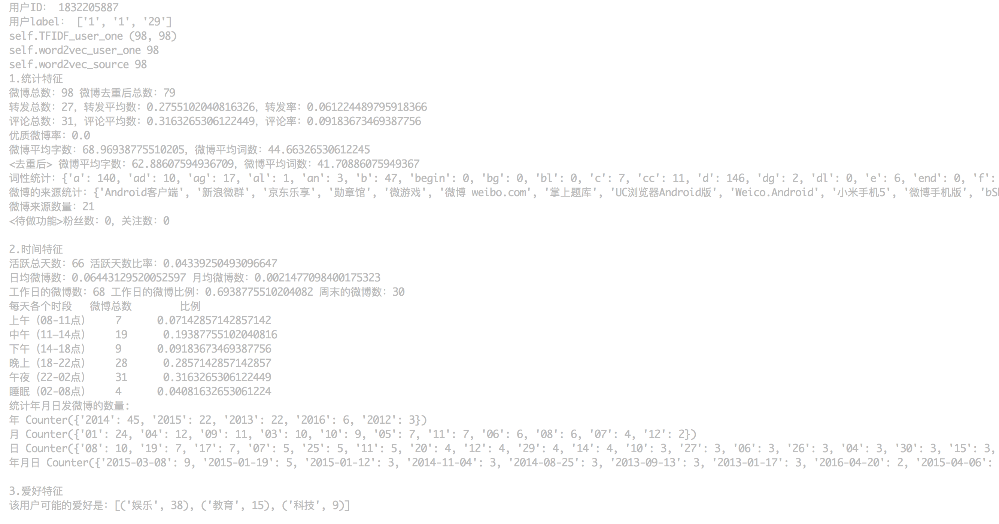 用户ID： 1832205887
用户label： ['1', '1', '29']
self.TFIDF_user_one (98, 98)
self.word2vec_user_one 98
self.word2vec_source 98
1.统计特征
微博总数：98 微博去重后总数：79
转发总数：27，转发平均数：0.2755102040816326，转发率：0.061224489795918366
评论总数：31，评论平均数：0.3163265306122449，评论率：0.09183673469387756
优质微博率：0.0
微博平均字数：68.96938775510205，微博平均词数：44.66326530612245
<去重后> 微博平均字数：62.88607594936709，微博平均词数：41.70886075949367
词性统计：{'a': 140, 'ad': 10, 'ag': 17, 'al': 1, 'an': 3, 'b': 47, 'begin': 0, 'bg': 0, 'bl': 0, 'c': 7, 'cc': 11, 'd': 146, 'dg': 2, 'dl': 0, 'e': 6, 'end': 0, 'f':
微博的来源统计：{'Android客户端', '新浪微群', '京东乐享', '勋章馆', '微游戏', '微博 weibo.com', '掌上题库', 'UC浏览器Android版', 'Weico.Android', '小米手机5', '微博手机版',
微博来源数量：21
<待做功能>粉丝数：0，关注数：0
2.时间特征
活跃总天数：66 活跃天数比率：0.04339250493096647
日均微博数：0.06443129520052597 月均微博数：0.0021477098400175323
工作日的微博数：68 工作日的微博比例：0.6938775510204082 周末的微博数：30
每天各个时段 微博总数 比例
上午（08-11点） 7 0.07142857142857142
中午（11—14点） 19 0.19387755102040816
下午（14-18点） 9 0.09183673469387756
晚上（18-22点） 28 0.2857142857142857
午夜（22-02点） 31 0.3163265306122449
睡眠（02-08点） 4 0.04081632653061224
统计年月日发微博的数量：
年 Counter({'2014': 45, '2015': 22, '2013': 22, '2016': 6, '2012': 3})
月 Counter({'01': 24, '04': 12, '09': 11, '03': 10, '10': 9, '05': 7, '11': 7, '06': 6, '08': 6, '07': 4, '12': 2})
日 Counter({'08': 10, '19': 7, '17': 7, '07': 5, '25': 5, '11': 5, '20': 4, '12': 4, '29': 4, '14': 4, '10': 3, '27': 3, '06': 3, '26': 3, '04': 3, '30': 3, '15': 3,
年月日 Counter({'2015-03-08': 9, '2015-01-19': 5, '2015-01-12': 3, '2014-11-04': 3, '2014-08-25': 3, '2013-09-13': 3, '2013-01-17': 3, '2016-04-20': 2, '2015-04-06':
3.爱好特征
该用户可能的爱好是：[('娱乐', 38), ('教育', 15), ('科技', 9)]